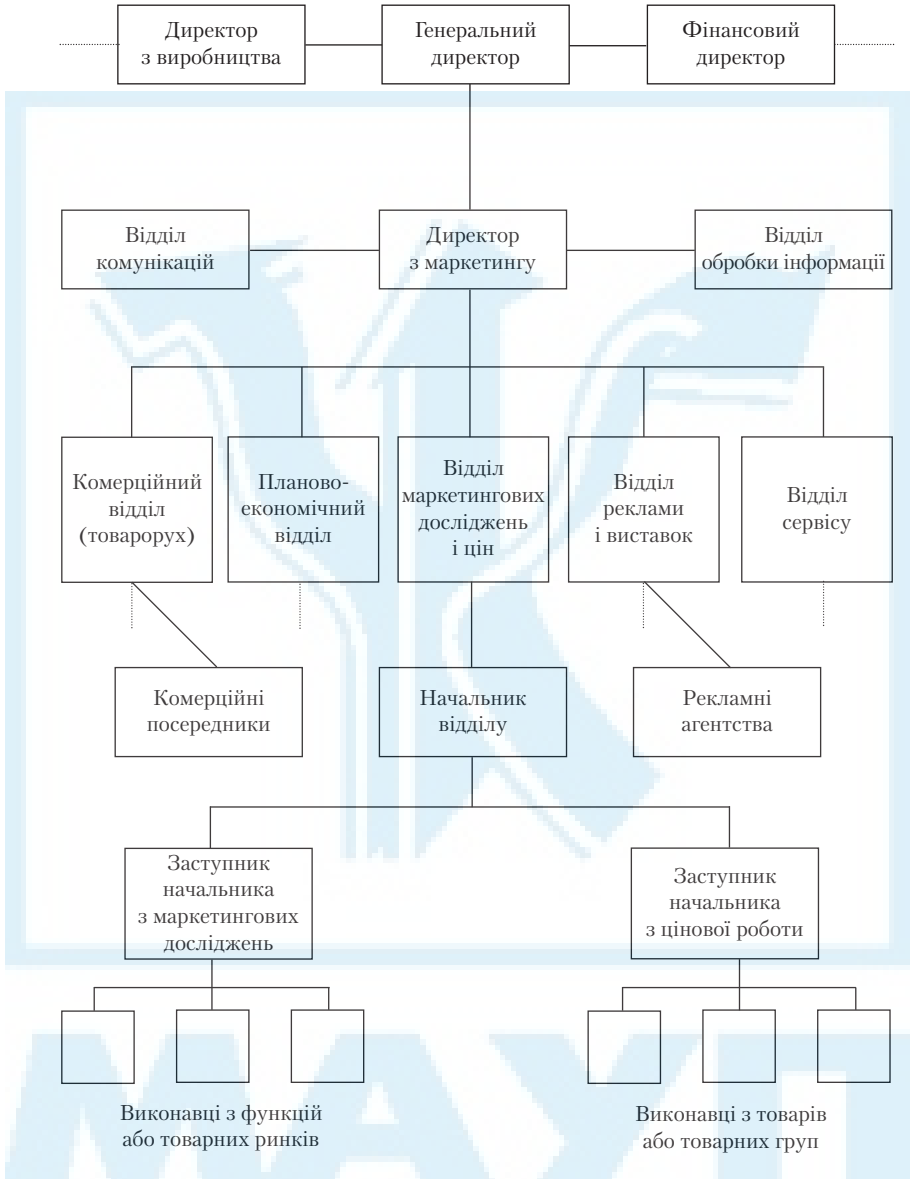 Директор
з виробництва
Генеральний
директор
Фінансовий
директор
Відділ
комунікацій
Директор
з маркетингу
Відділ
обробки інформації
Комерційний
відділ
(товарорух)
Планово-
економічний
відділ
Відділ
маркетингових
досліджень
і цін
Відділ
реклами
і виставок
Відділ
сервісу
Комерційні
посередники
Начальник
відділу
Рекламні
агентства
Заступник
начальника
з маркетингових
досліджень
Заступник
начальника
з цінової роботи
Виконавці з функцій
або товарних ринків
Виконавці з товарів
або товарних груп
МАУП